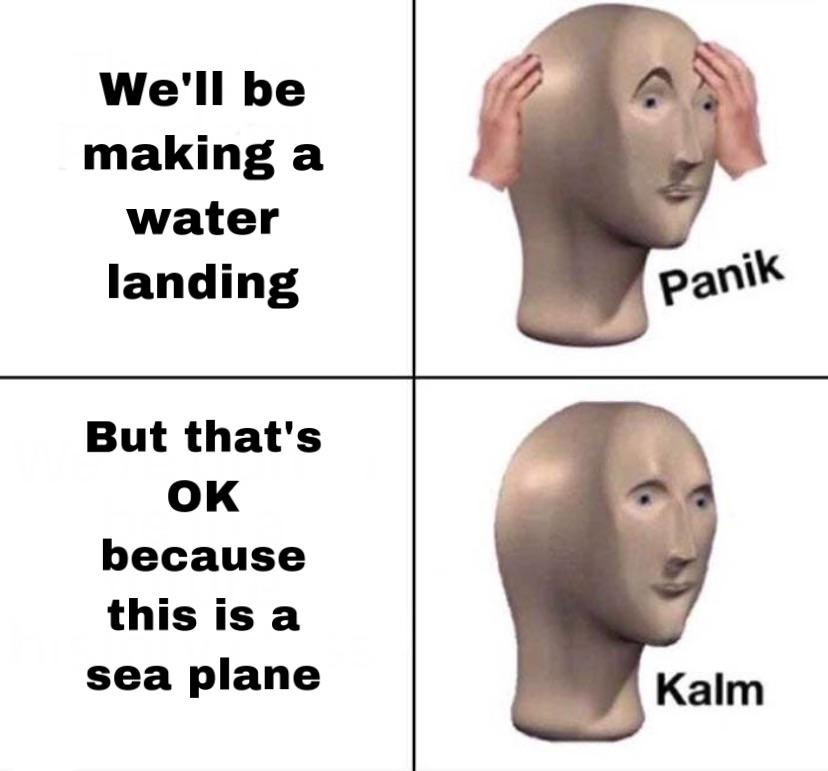 We'll be
making a
water
landing
Panik
But that's
OK
because
this is a
sea plane
Kalm